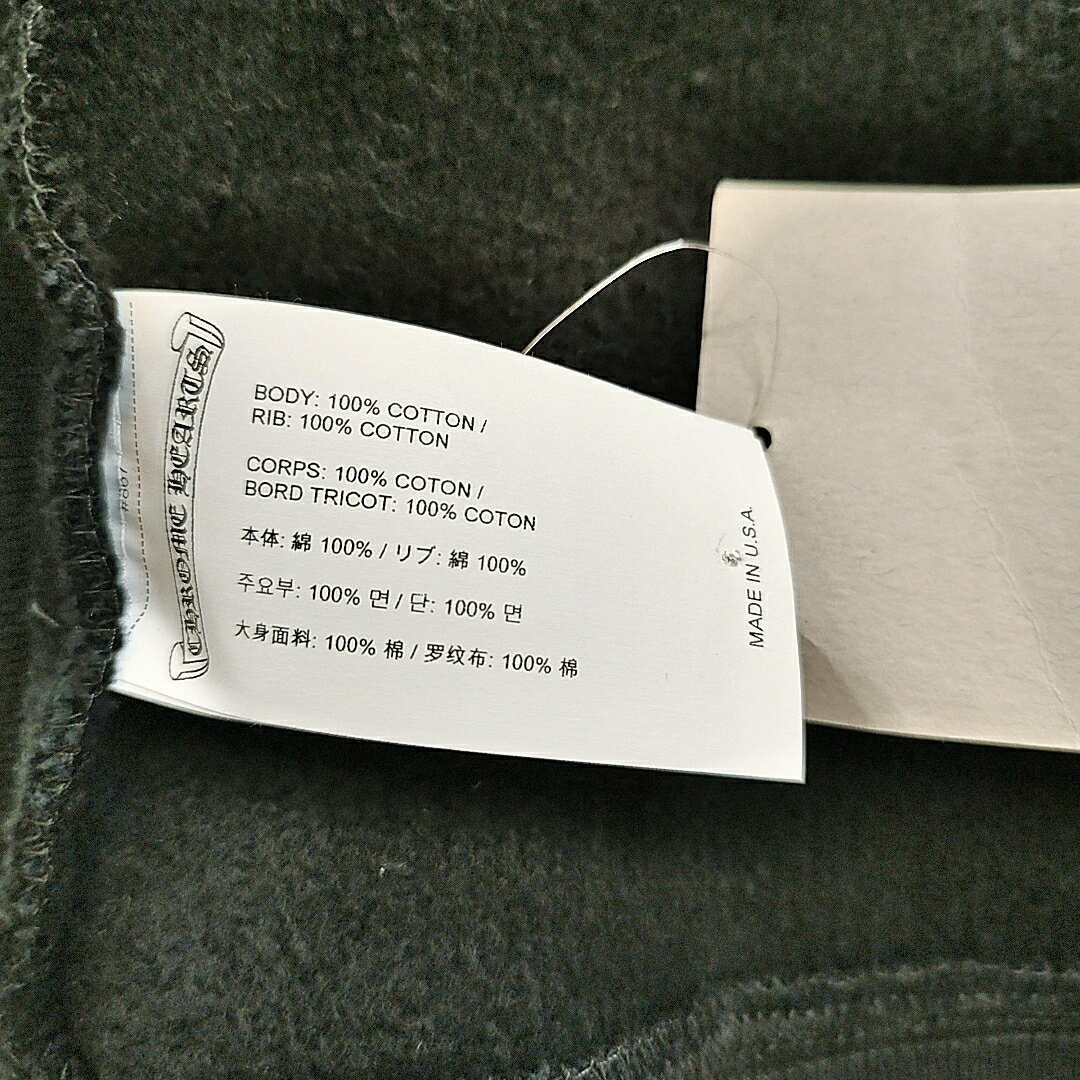 CHROME HEARTS
BODY: 100% COTTON /
RIB: 100% COTTON
CORPS: 100% COTON /
BORD TRICOT: 100% COTON
本体: 綿 100% / リブ: 綿 100%
주요부: 100% 면 / 단: 100% 면
大身面料: 100% 棉 / 罗纹布: 100% 棉
MADE IN U.S.A.